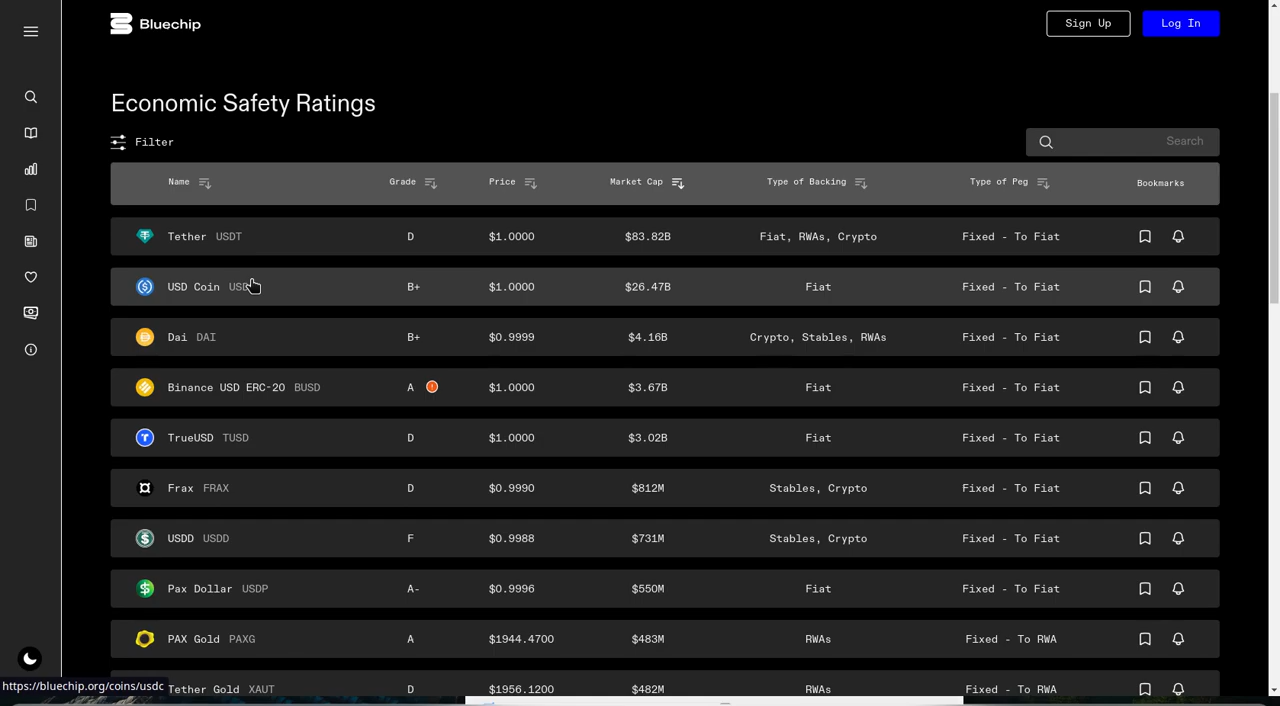 Bluechip
Sign Up
Log In
Economic Safety Ratings
Filter
Search
Name Grade Price Market Cap Type of Backing Type of Peg Bookmarks
Tether USDT D $1.0000 $83.82B Fiat, RWAs, Crypto Fixed - To Fiat
USD Coin B+ $1.0000 $26.47B Fiat Fixed - To Fiat
Dai DAI B+ $0.9999 $4.16B Crypto, Stables, RWAs Fixed - To Fiat
Binance USD ERC-20 BUSD A $1.0000 $3.67B Fiat Fixed - To Fiat
TrueUSD TUSD D $1.0000 $3.02B Fiat Fixed - To Fiat
Frax FRAX D $0.9990 $812M Stables, Crypto Fixed - To Fiat
USDD USDD F $0.9988 $731M Stables, Crypto Fixed - To Fiat
Pax Dollar USDP A- $0.9996 $550M Fiat Fixed - To Fiat
PAX Gold PAXG A $1944.4700 $483M RWAs Fixed - To RWA
Tether Gold XAUT D $1956.1200 $482M RWAs Fixed - To RWA
https://bluechip.org/coins/usdc